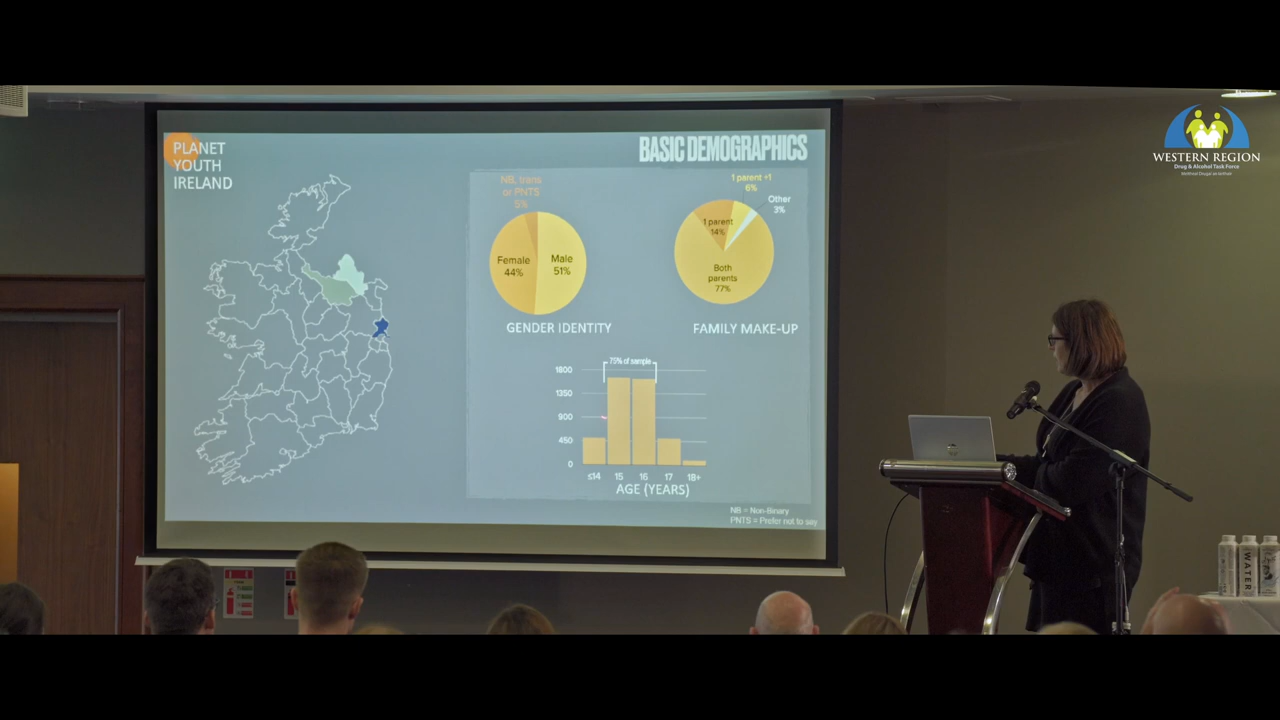 PLANET
YOUTH
IRELAND
BASIC DEMOGRAPHICS
NB, trans
or PNTS
5%
Female
44%
Male
51%
GENDER IDENTITY
1 parent +1
6%
Other
3%
1 parent
14%
Both
parents
77%
FAMILY MAKE-UP
75% of sample
1800
1350
900
450
0
≤14 15 16 17 18+
AGE (YEARS)
NB = Non-Binary
PNTS = Prefer not to say
WESTERN REGION
Drug & Alcohol Task Force
WATER